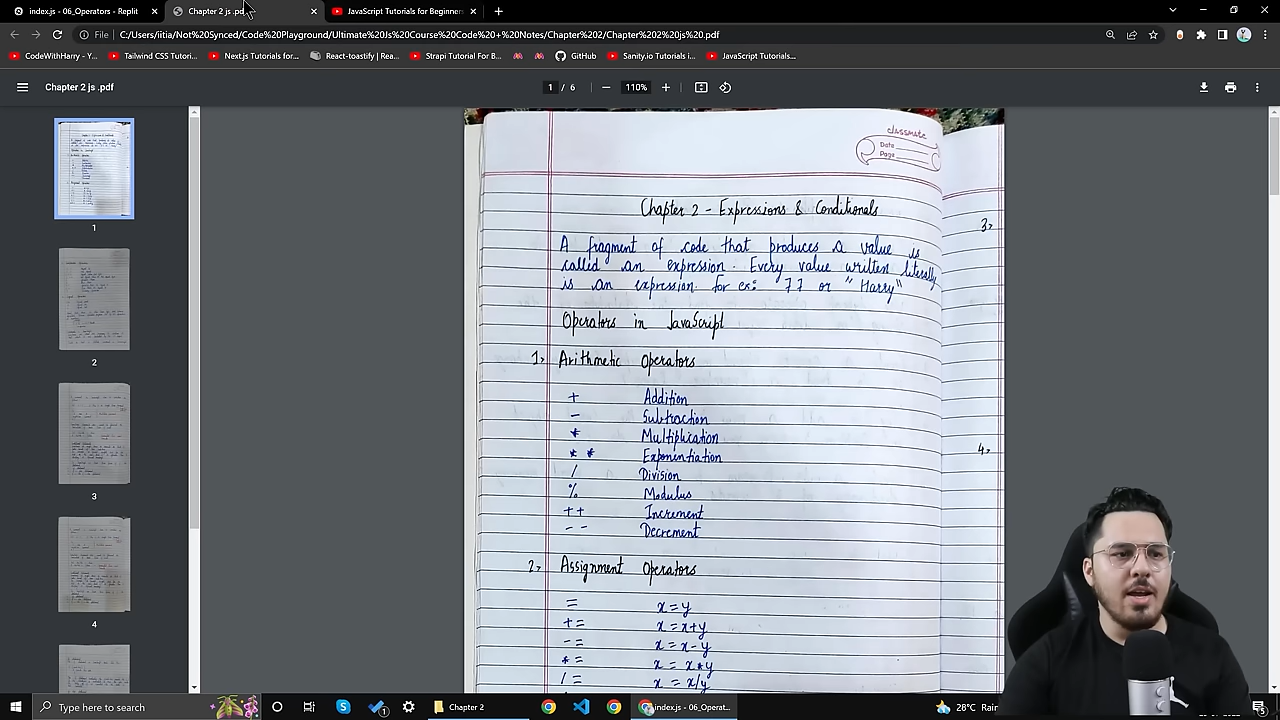 index.js - 06_Operators - Replit
Chapter 2 js .pdf
JavaScript Tutorials for Beginner
File
C:/Users/iitia/Not%20Synced/Code%20Playground/Ultimate%20Js%20Course%20Code%20+%20Notes/Chapter%202/Chapter%202%20js%20.pdf
CodeWithHarry - Y...
Tailwind CSS Tutori...
Next.js Tutorials for...
React-toastify | Rea...
Strapi Tutorial For B...
GitHub
Sanity.io Tutorials i...
JavaScript Tutorials...
Chapter 2 js .pdf
1 / 6
110%
1
2
3
4
classmate
Date
Page
Chapter 2 - Expressions & Conditionals
A fragment of code that produces a value is
called an expression. Every value written literally
is an expression for ex: 77 or "Harry"
Operators in JavaScript
1> Arithmetic Operators
+ Addition
- Subtraction
* Multiplication
** Exponentiation
/ Division
% Modulus
++ Increment
-- Decrement
2> Assignment Operators
= x = y
+= x = x+y
-= x = x-y
*= x = x*y
/= x = x/y
3>
4>
Type here to search
Chapter 2
index.js - 06_Operat...
28°C Rain